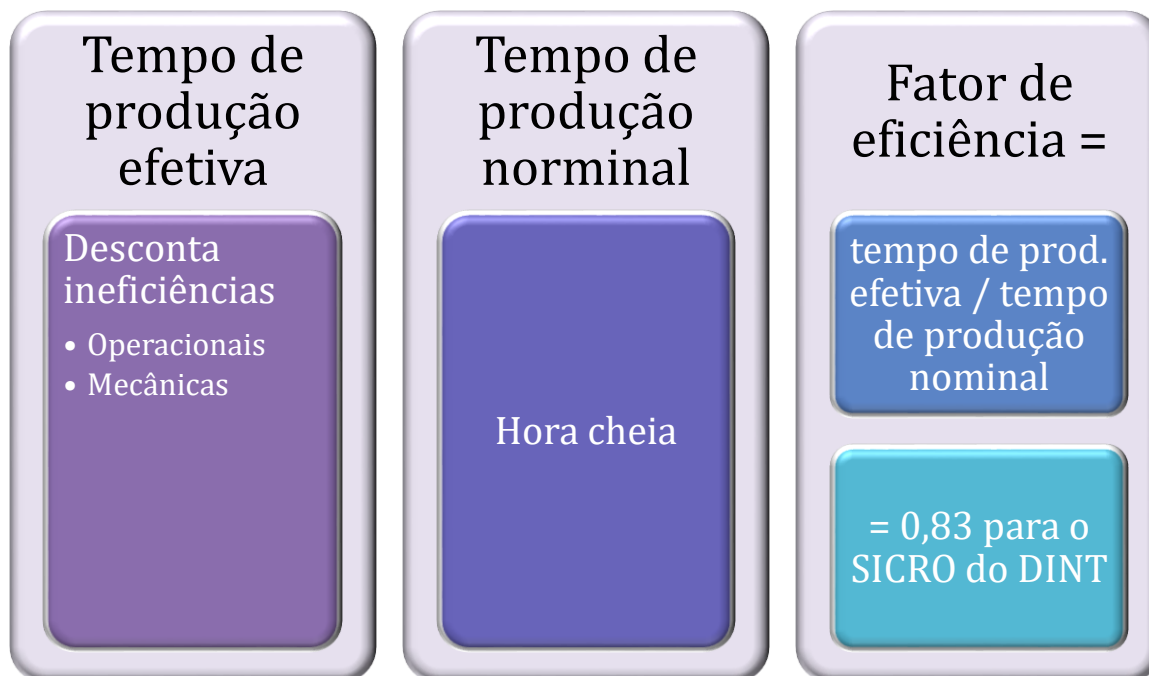 Tempo de
produção
efetiva
Desconta
ineficiências
• Operacionais
• Mecânicas
Tempo de
produção
norminal
Hora cheia
Fator de
eficiência =
tempo de prod.
efetiva / tempo
de produção
nominal
= 0,83 para o
SICRO do DINT